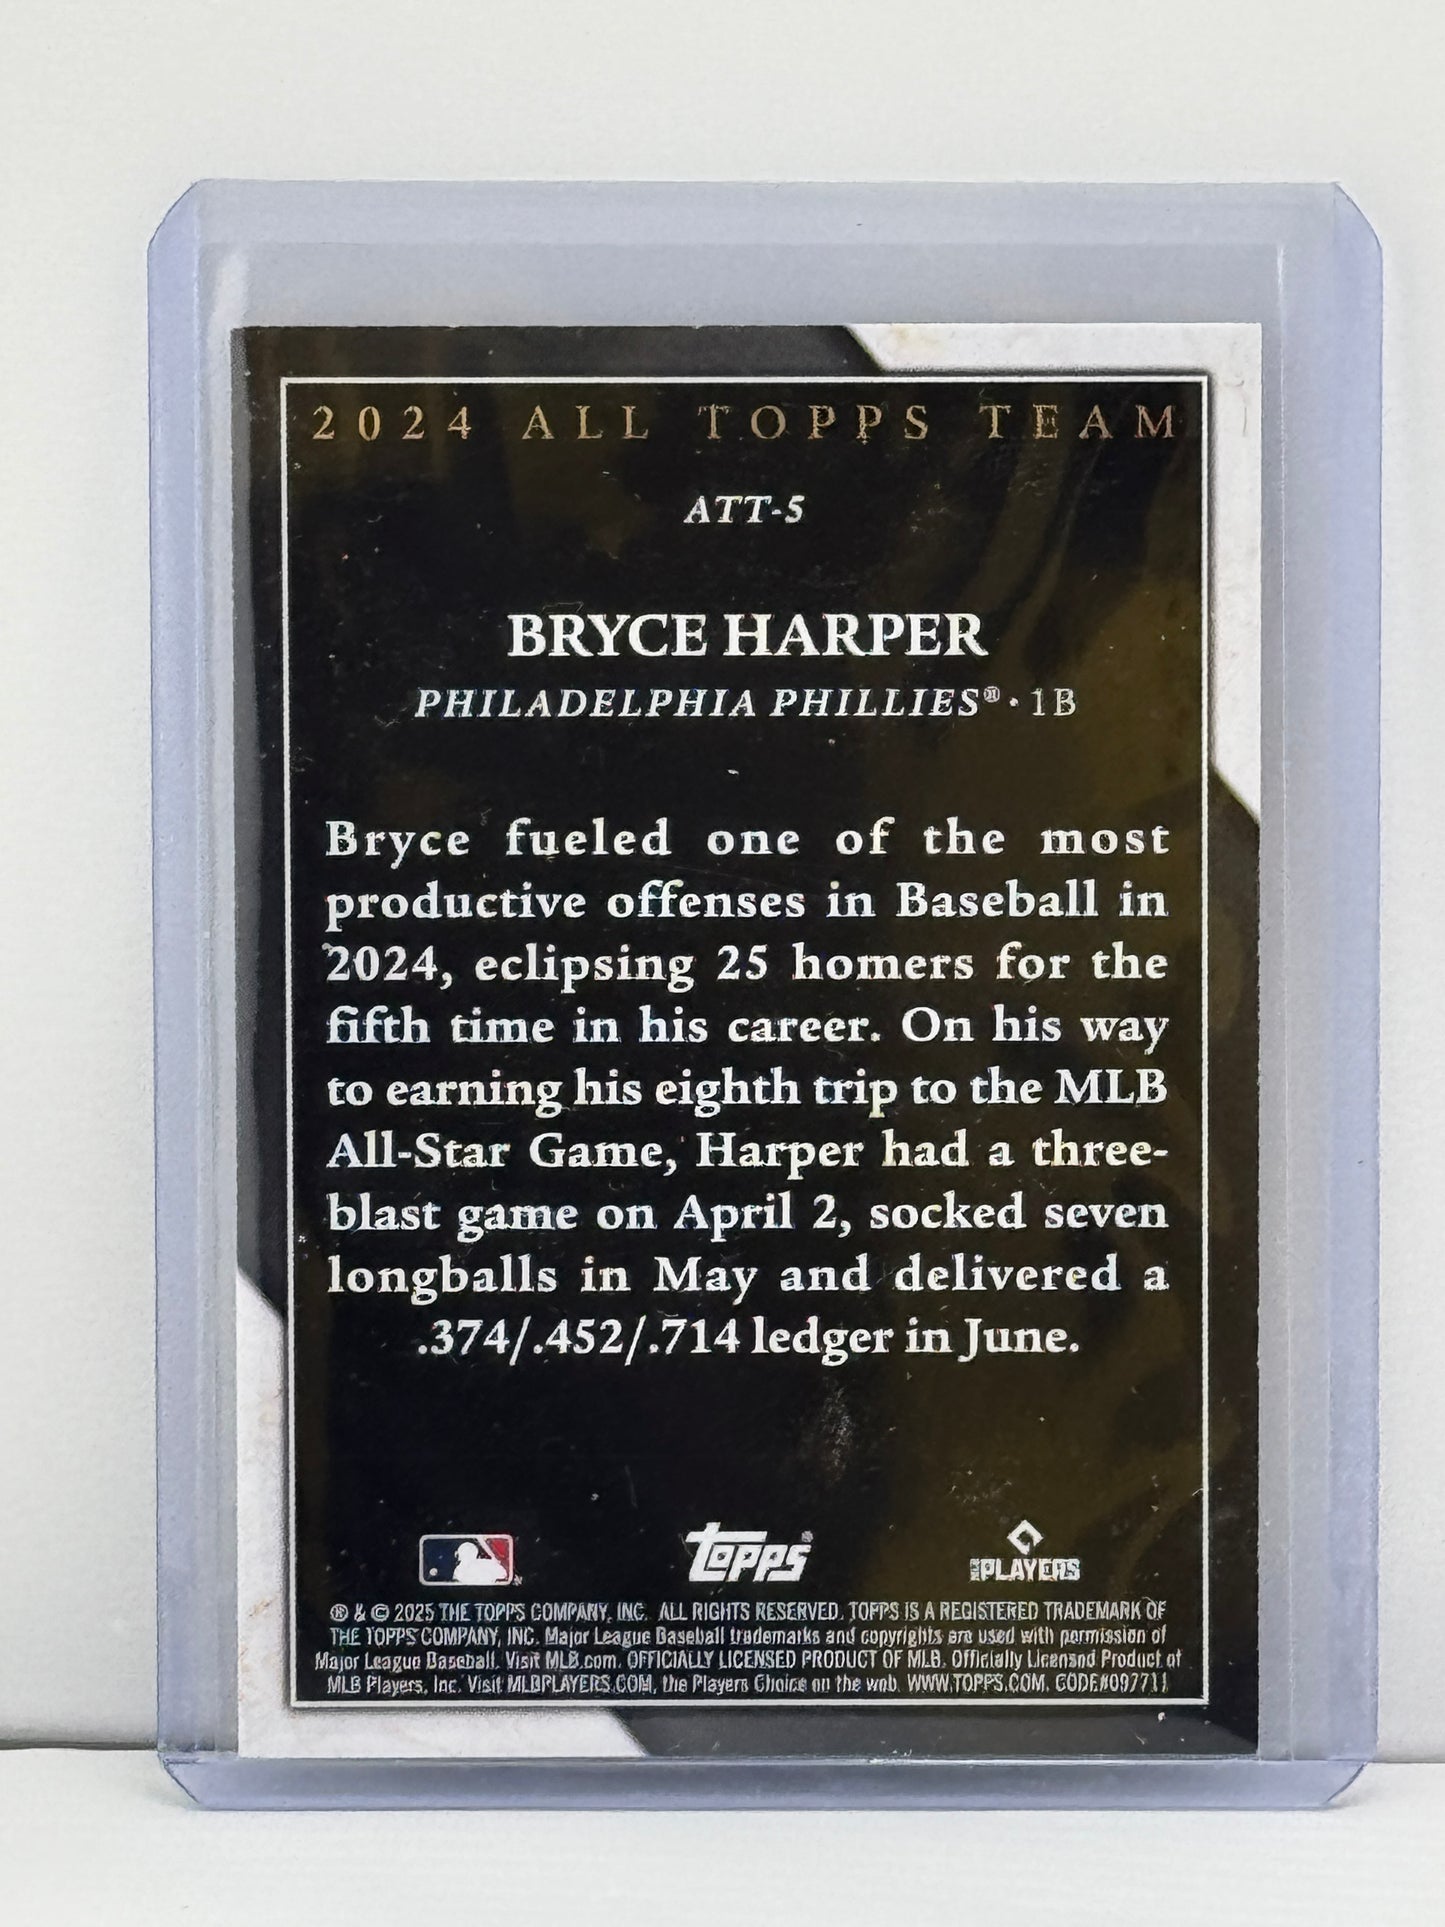 2024 ALL TOPPS TEAM
ATT-5
BRYCE HARPER
PHILADELPHIA PHILLIES® · 1B
Bryce fueled one of the most
productive offenses in Baseball in
2024, eclipsing 25 homers for the
fifth time in his career. On his way
to earning his eighth trip to the MLB
All-Star Game, Harper had a three-
blast game on April 2, socked seven
longballs in May and delivered a
.374/.452/.714 ledger in June.
Topps®
PLAYERS
® & © 2025 THE TOPPS COMPANY, INC. ALL RIGHTS RESERVED. TOPPS IS A REGISTERED TRADEMARK OF
THE TOPPS COMPANY, INC. Major League Baseball trademarks and copyrights are used with permission of
Major League Baseball. Visit MLB.com. OFFICIALLY LICENSED PRODUCT OF MLB. Officially Licensed Product of
MLB Players, Inc. Visit MLBPLAYERS.COM, the Players Choice on the web. WWW.TOPPS.COM. CODE#097711